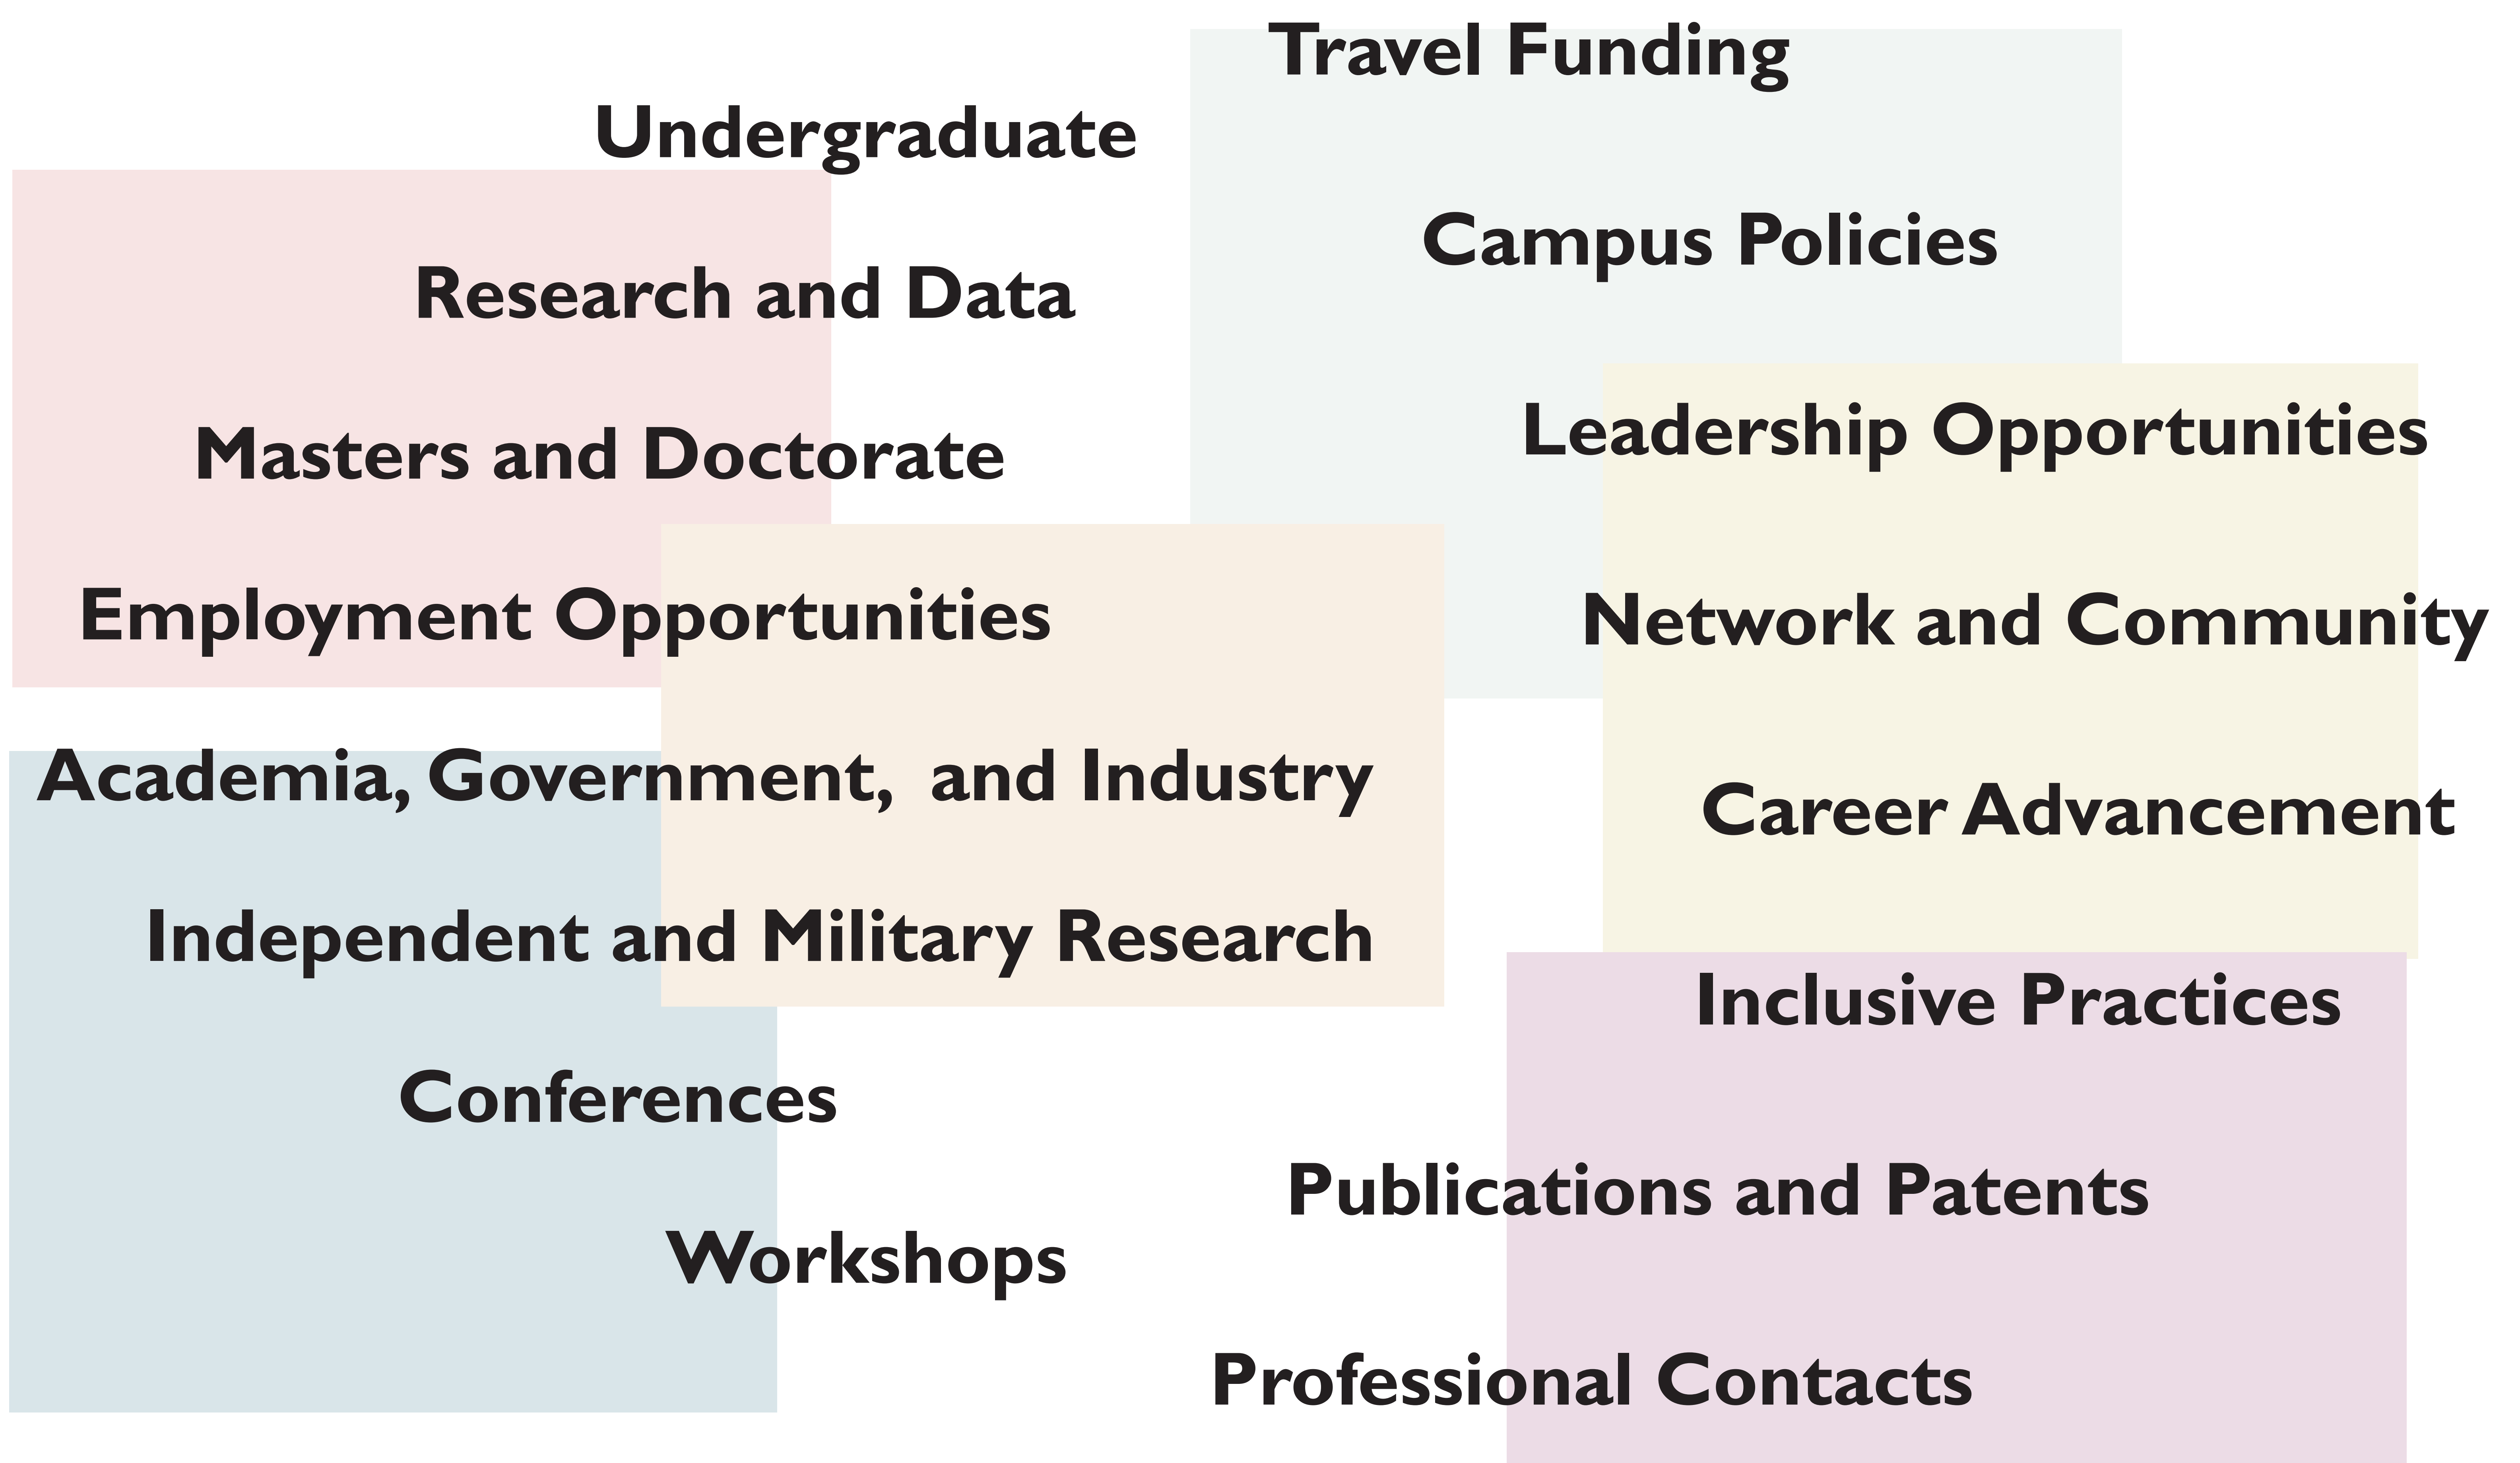 Travel Funding
Undergraduate
Campus Policies
Research and Data
Leadership Opportunities
Masters and Doctorate
Employment Opportunities
Network and Community
Academia, Government,  and Industry
Career Advancement
Independent and Military Research
Inclusive Practices
Conferences
Publications and Patents
Workshops
Professional Contacts